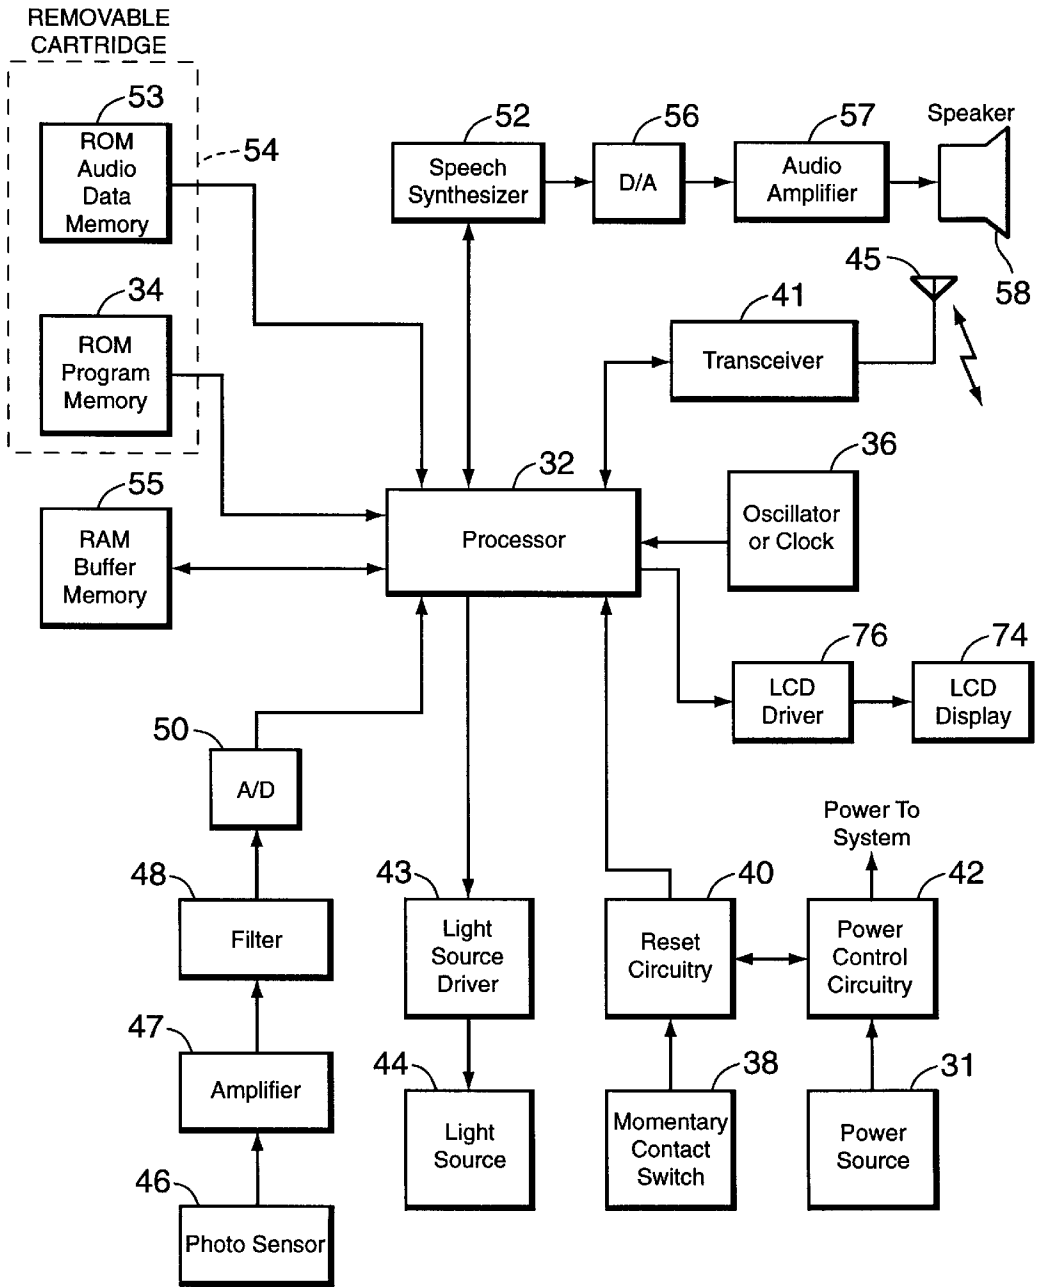 REMOVABLE
CARTRIDGE
53
ROM
Audio
Data
Memory
54
34
ROM
Program
Memory
55
RAM
Buffer
Memory
52
Speech
Synthesizer
56
D/A
57
Audio
Amplifier
Speaker
58
45
41
Transceiver
32
Processor
36
Oscillator
or Clock
76
LCD
Driver
74
LCD
Display
50
A/D
48
Filter
47
Amplifier
46
Photo Sensor
43
Light
Source
Driver
44
Light
Source
40
Reset
Circuitry
38
Momentary
Contact
Switch
Power To
System
42
Power
Control
Circuitry
31
Power
Source